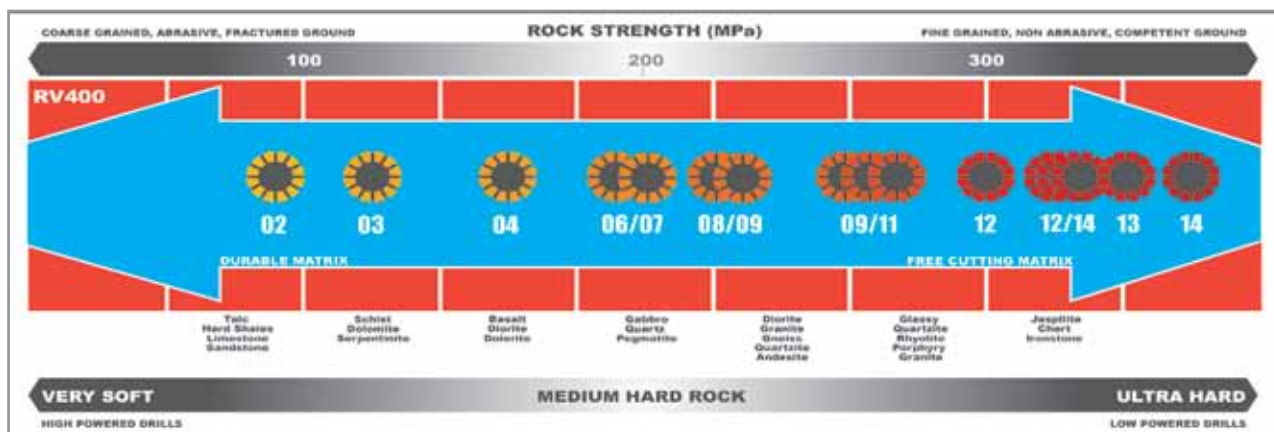 COARSE GRAINED, ABRASIVE, FRACTURED GROUND
ROCK STRENGTH (MPa)
FINE GRAINED, NON ABRASIVE, COMPETENT GROUND
100 200 300
RV400
02 03 04 06/07 08/09 09/11 12 12/14 13 14
DURABLE MATRIX
FREE CUTTING MATRIX
Talc
Hard Shales
Limestone
Sandstone
Schist
Dolomite
Serpentinite
Basalt
Diorite
Dolerite
Gabbro
Quartz
Pegmatite
Diorite
Granite
Gneiss
Quartzite
Andesite
Glassy
Quartzite
Rhyolite
Porphyry
Granite
Jaspilite
Chert
Ironstone
VERY SOFT
MEDIUM HARD ROCK
ULTRA HARD
HIGH POWERED DRILLS
LOW POWERED DRILLS